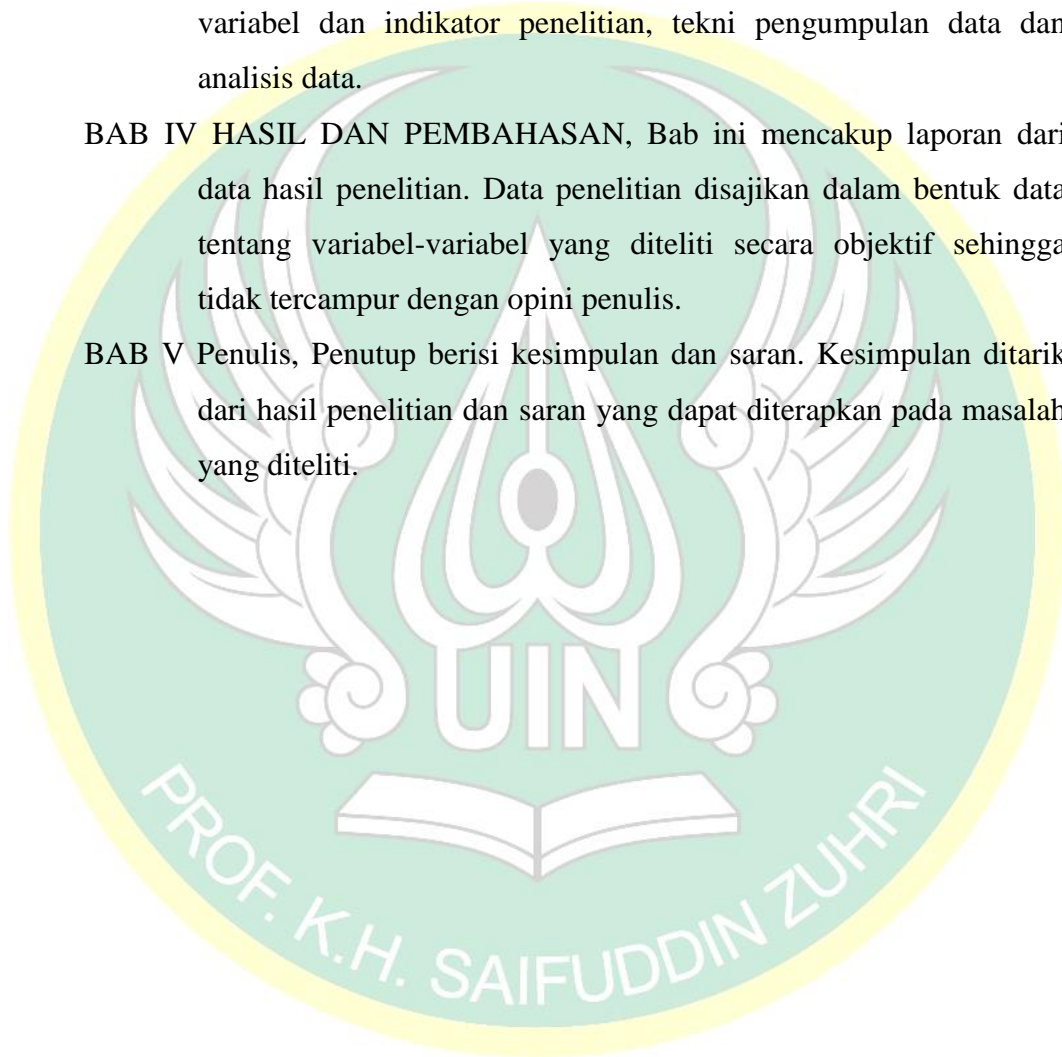 variabel dan indikator penelitian, tekni pengumpulan data dan
analisis data.
BAB IV HASIL DAN PEMBAHASAN, Bab ini mencakup laporan dari
data hasil penelitian. Data penelitian disajikan dalam bentuk data
tentang variabel-variabel yang diteliti secara objektif sehingga
tidak tercampur dengan opini penulis.
BAB V Penulis, Penutup berisi kesimpulan dan saran. Kesimpulan ditarik
dari hasil penelitian dan saran yang dapat diterapkan pada masalah
yang diteliti.
UIN
PROF. K.H. SAIFUDDIN ZUHRI